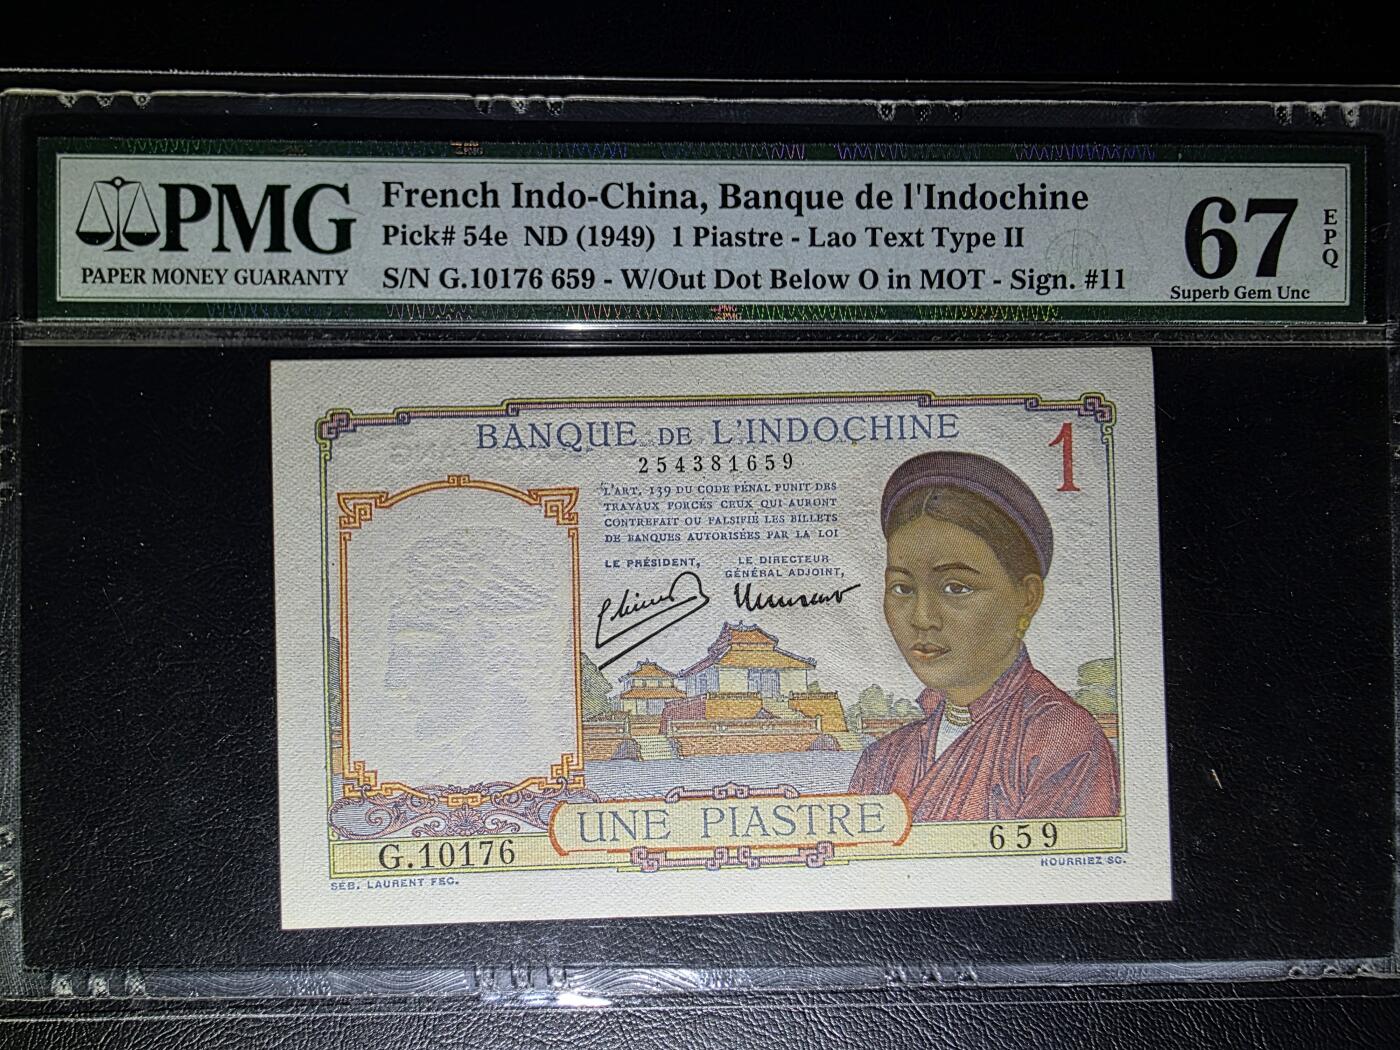 PMG
PAPER MONEY GUARANTY
French Indo-China, Banque de l'Indochine
Pick# 54e ND (1949) 1 Piastre - Lao Text Type II
S/N G.10176 659 - W/Out Dot Below O in MOT - Sign. #11
67
EPQ
Superb Gem Unc
BANQUE DE L'INDOCHINE
1
254381659
L'ART. 139 DU CODE PÉNAL PUNIT DES
TRAVAUX FORCÉS CEUX QUI AURONT
CONTREFAIT OU FALSIFIÉ LES BILLETS
DE BANQUES AUTORISÉES PAR LA LOI
LE PRÉSIDENT,
LE DIRECTEUR
GÉNÉRAL ADJOINT,
UNE PIASTRE
G.10176
659
SÉB. LAURENT FEC.
HOURRIEZ SC.